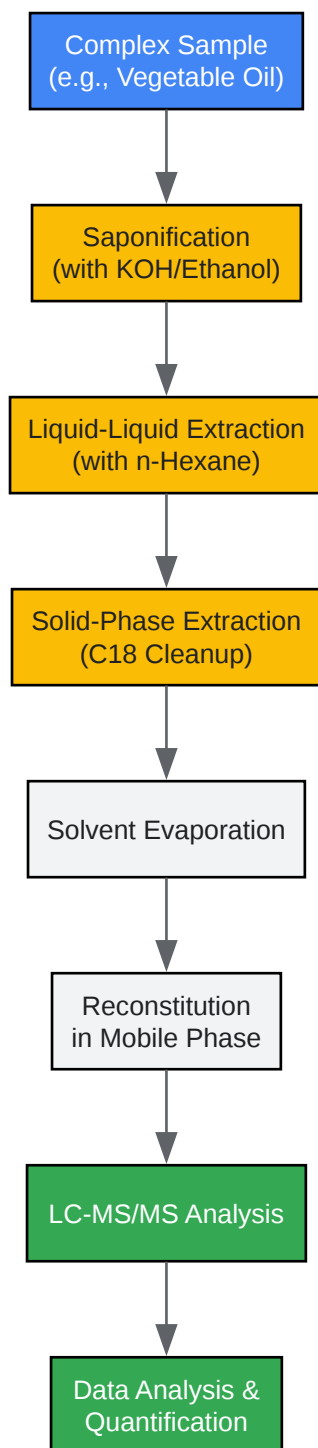 Complex Sample
(e.g., Vegetable Oil)
Saponification
(with KOH/Ethanol)
Liquid-Liquid Extraction
(with n-Hexane)
Solid-Phase Extraction
(C18 Cleanup)
Solvent Evaporation
Reconstitution
in Mobile Phase
LC-MS/MS Analysis
Data Analysis &
Quantification